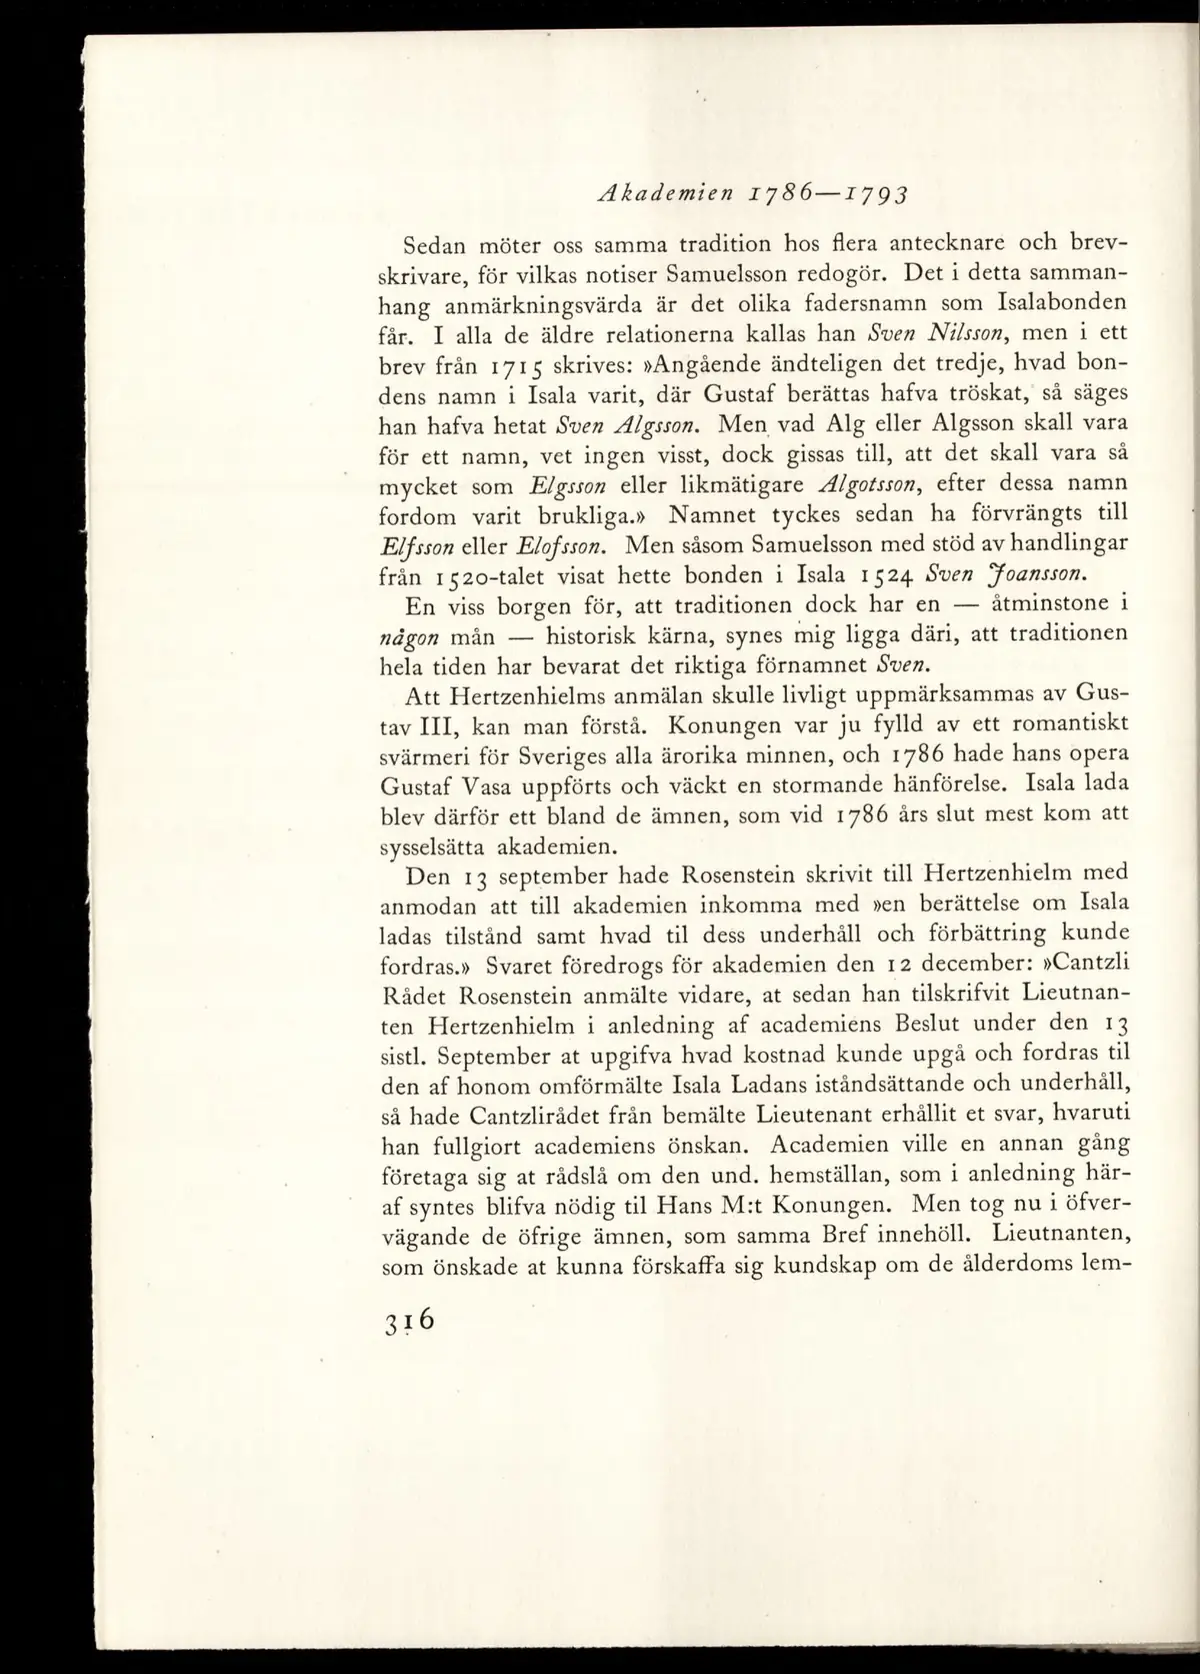 Akademien 1786—1793
Sedan möter oss samma tradition hos flera antecknare och brev-
skrivare, för vilkas notiser Samuelsson redogör. Det i detta samman-
hang anmärkningsvärda är det olika fadersnamn som Isalabonden
får. I alla de äldre relationerna kallas han Sven Nilsson, men i ett
brev från 1715 skrives: »Angående ändteligen det tredje, hvad bon-
dens namn i Isala varit, där Gustaf berättas hafva tröskat, så säges
han hafva hetat Sven Algsson. Men vad Alg eller Algsson skall vara
för ett namn, vet ingen visst, dock gissas till, att det skall vara så
mycket som Elgsson eller likmätigare Algotsson, efter dessa namn
fordom varit brukliga.» Namnet tyckes sedan ha förvrängts till
Elfsson eller Elofsson. Men såsom Samuelsson med stöd av handlingar
från 1520-talet visat hette bonden i Isala 1524 Sven Joansson.
En viss borgen för, att traditionen dock har en — åtminstone i
någon mån — historisk kärna, synes mig ligga däri, att traditionen
hela tiden har bevarat det riktiga förnamnet Sven.
Att Hertzenhielms anmälan skulle livligt uppmärksammas av Gus-
tav III, kan man förstå. Konungen var ju fylld av ett romantiskt
svärmeri för Sveriges alla ärorika minnen, och 1786 hade hans opera
Gustaf Vasa uppförts och väckt en stormande hänförelse. Isala lada
blev därför ett bland de ämnen, som vid 1786 års slut mest kom att
sysselsätta akademien.
Den 13 september hade Rosenstein skrivit till Hertzenhielm med
anmodan att till akademien inkomma med »en berättelse om Isala
ladas tilstånd samt hvad til dess underhåll och förbättring kunde
fordras.» Svaret föredrogs för akademien den 12 december: »Cantzli
Rådet Rosenstein anmälte vidare, at sedan han tilskrifvit Lieutnan-
ten Hertzenhielm i anledning af academiens Beslut under den 13
sistl. September at upgifva hvad kostnad kunde upgå och fordras til
den af honom omförmälte Isala Ladans iståndsättande och underhåll,
så hade Cantzlirådet från bemälte Lieutenant erhållit et svar, hvaruti
han fullgiort academiens önskan. Academien ville en annan gång
företaga sig at rådslå om den und. hemställan, som i anledning här-
af syntes blifva nödig til Hans M:t Konungen. Men tog nu i öfver-
vägande de öfrige ämnen, som samma Bref innehöll. Lieutnanten,
som önskade at kunna förskaffa sig kundskap om de ålderdoms lem-
316